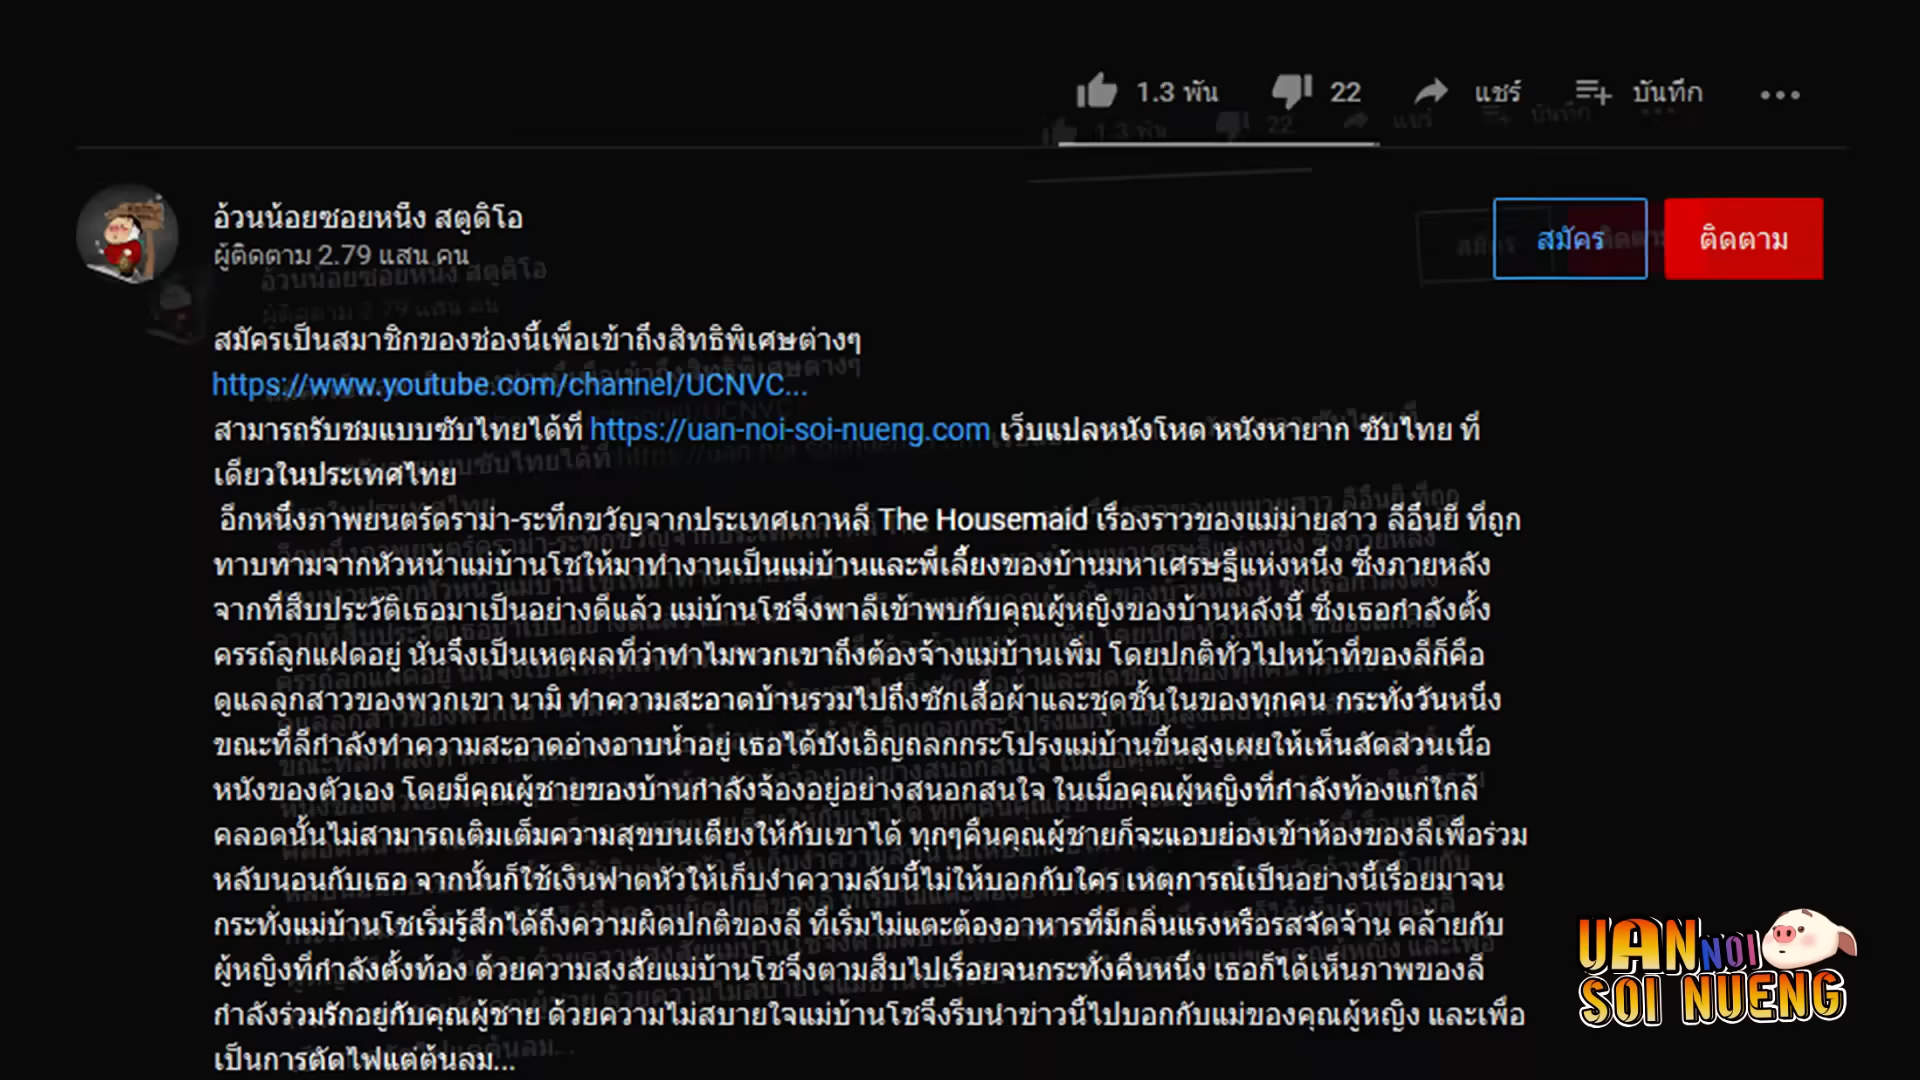 1.3 พัน 22 แชร์ บันทึก
อ้วนน้อยซอยหนึ่ง สตูดิโอ
ผู้ติดตาม 2.79 แสน คน
สมัคร ติดตาม
สมัครเป็นสมาชิกของช่องนี้เพื่อเข้าถึงสิทธิพิเศษต่างๆ
https://www.youtube.com/channel/UCNVC...
สามารถรับชมแบบซับไทยได้ที่ https://uan-noi-soi-nueng.com เว็บแปลหนังโหด หนังหายาก ซับไทย ที่
เดียวในประเทศไทย
อีกหนึ่งภาพยนตร์ดราม่า-ระทึกขวัญจากประเทศเกาหลี The Housemaid เรื่องราวของแม่ม่ายสาว ลีอึนยี ที่ถูก
ทาบทามจากหัวหน้าแม่บ้านโชให้มาทำงานเป็นแม่บ้านและพี่เลี้ยงของบ้านมหาเศรษฐีแห่งหนึ่ง ซึ่งภายหลัง
จากที่สืบประวัติเธอมาเป็นอย่างดีแล้ว แม่บ้านโชจึงพาลีเข้าพบกับคุณผู้หญิงของบ้านหลังนี้ ซึ่งเธอกำลังตั้ง
ครรถ์ลูกแฝดอยู่ นั่นจึงเป็นเหตุผลที่ว่าทำไมพวกเขาถึงต้องจ้างแม่บ้านเพิ่ม โดยปกติทั่วไปหน้าที่ของลีก็คือ
ดูแลลูกสาวของพวกเขา นามิ ทำความสะอาดบ้านรวมไปถึงซักเสื้อผ้าและชุดชั้นในของทุกคน กระทั่งวันหนึ่ง
ขณะที่ลีกำลังทำความสะอาดอ่างอาบน้ำอยู่ เธอได้บังเอิญถลกกระโปรงแม่บ้านขึ้นสูงเผยให้เห็นสัดส่วนเนื้อ
หนังของตัวเอง โดยมีคุณผู้ชายของบ้านกำลังจ้องอยู่อย่างสนอกสนใจ ในเมื่อคุณผู้หญิงที่กำลังท้องแก่ใกล้
คลอดนั้นไม่สามารถเติมเต็มความสุขบนเตียงให้กับเขาได้ ทุกๆคืนคุณผู้ชายก็จะแอบย่องเข้าห้องของลีเพื่อร่วม
หลับนอนกับเธอ จากนั้นก็ใช้เงินฟาดหัวให้เก็บงำความลับนี้ไม่ให้บอกกับใคร เหตุการณ์เป็นอย่างนี้เรื่อยมาจน
กระทั่งแม่บ้านโชเริ่มรู้สึกได้ถึงความผิดปกติของลี ที่เริ่มไม่แตะต้องอาหารที่มีกลิ่นแรงหรือรสจัดจ้าน คล้ายกับ
ผู้หญิงที่กำลังตั้งท้อง ด้วยความสงสัยแม่บ้านโชจึงตามสืบไปเรื่อยจนกระทั่งคืนหนึ่ง เธอก็ได้เห็นภาพของลี
กำลังร่วมรักอยู่กับคุณผู้ชาย ด้วยความไม่สบายใจแม่บ้านโชจึงรีบนำข่าวนี้ไปบอกกับแม่ของคุณผู้หญิง และเพื่อ
เป็นการตัดไฟแต่ต้นลม...
UAN NOI
SOI NUENG